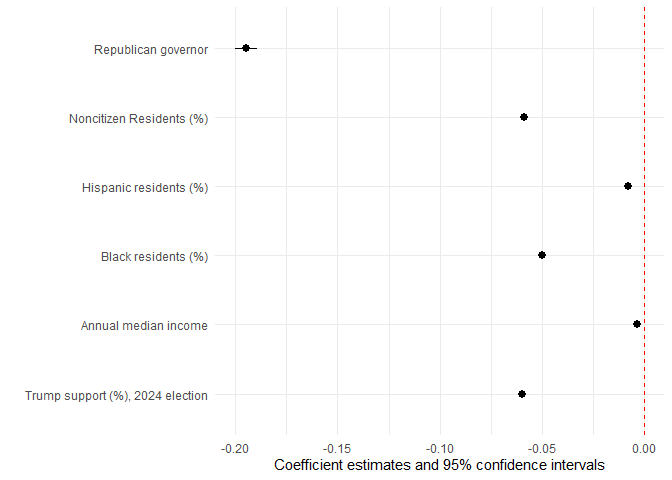 Republican governor
Noncitizen Residents (%)
Hispanic residents (%)
Black residents (%)
Annual median income
Trump support (%), 2024 election
-0.20 -0.15 -0.10 -0.05 0.00
Coefficient estimates and 95% confidence intervals